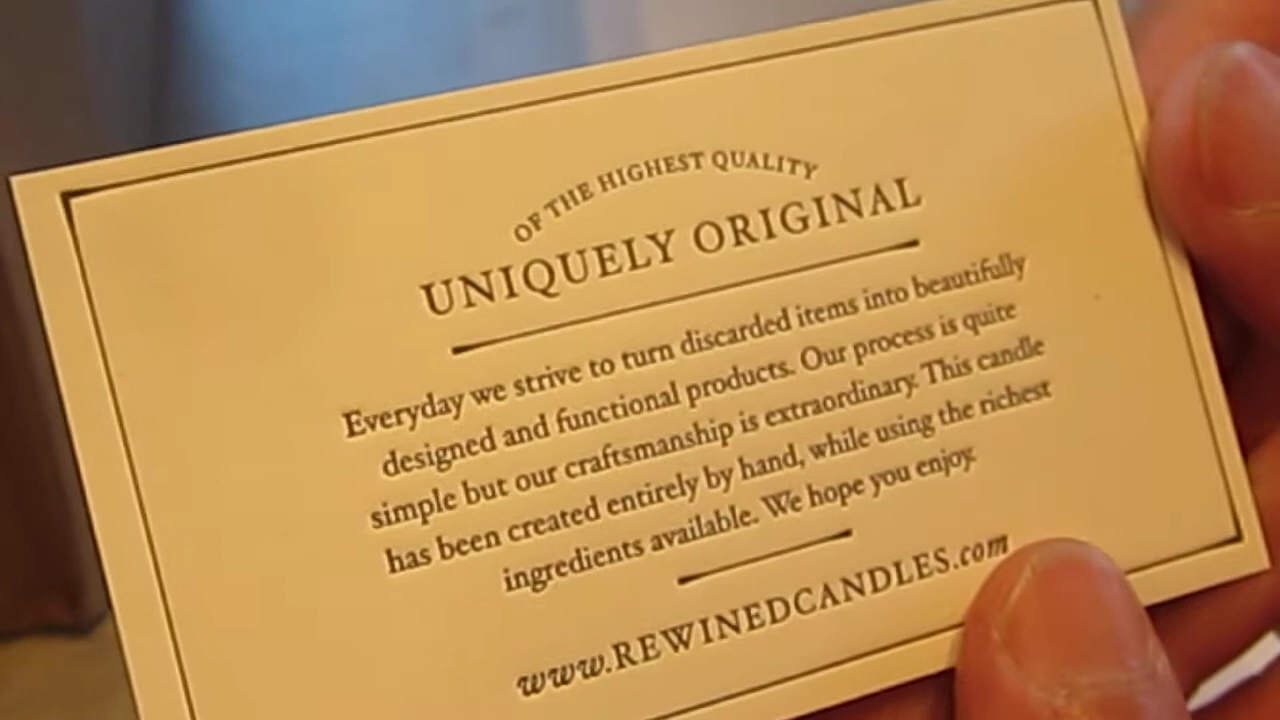 OF THE HIGHEST QUALITY
UNIQUELY ORIGINAL
Everyday we strive to turn discarded items into beautifully
designed and functional products. Our process is quite
simple but our craftsmanship is extraordinary. This candle
has been created entirely by hand, while using the richest
ingredients available. We hope you enjoy.
www.REWINEDCANDLES.com